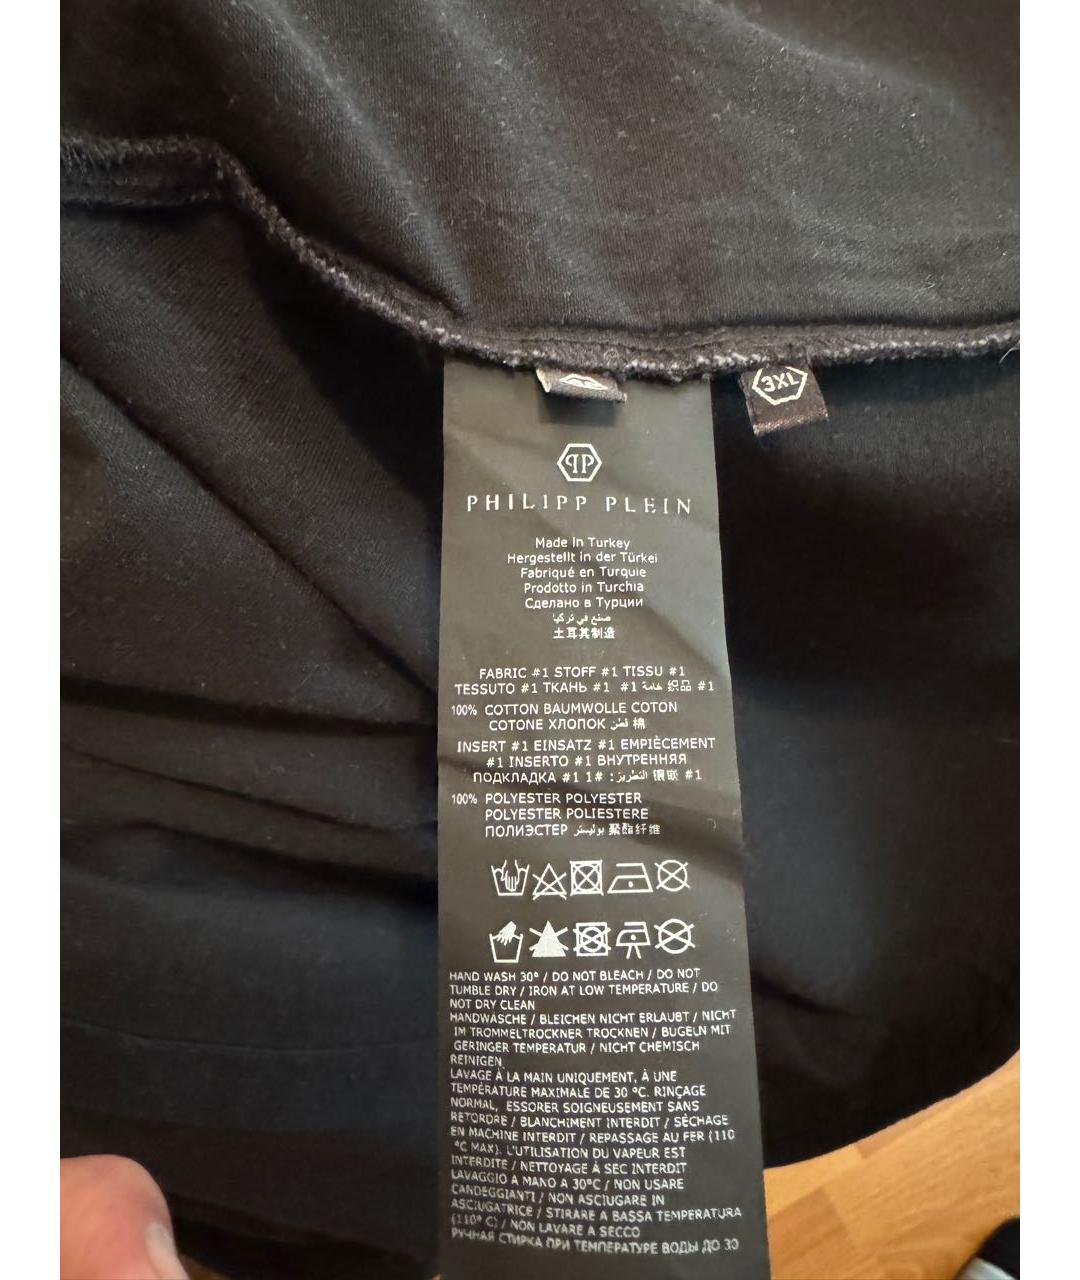 3XL
PHILIPP PLEIN
Made In Turkey
Hergestellt in der Türkei
Fabriqué en Turquie
Prodotto in Turchia
Сделано в Турции
صنع في تركيا
土耳其制造
FABRIC #1 STOFF #1 TISSU #1
TESSUTO #1 ТКАНЬ #1 #1 خامة 织品 #1
100% COTTON BAUMWOLLE COTON
COTONE ХЛОПОК قطن 棉
INSERT #1 EINSATZ #1 EMPIÈCEMENT
#1 INSERTO #1 ВНУТРЕННЯЯ
ПОДКЛАДКА #1 1# :التطريز 镶嵌 #1
100% POLYESTER POLYESTER
POLYESTER POLIESTERE
ПОЛИЭСТЕР بوليستر 聚酯纤维
HAND WASH 30° / DO NOT BLEACH / DO NOT
TUMBLE DRY / IRON AT LOW TEMPERATURE / DO
NOT DRY CLEAN
HANDWÄSCHE / BLEICHEN NICHT ERLAUBT / NICHT
IM TROMMELTROCKNER TROCKNEN / BUGELN MIT
GERINGER TEMPERATUR / NICHT CHEMISCH
REINIGEN
LAVAGE À LA MAIN UNIQUEMENT, À UNE
TEMPÉRATURE MAXIMALE DE 30 °C. RINÇAGE
NORMAL, ESSORER SOIGNEUSEMENT SANS
RETORDRE / BLANCHIMENT INTERDIT / SÉCHAGE
EN MACHINE INTERDIT / REPASSAGE AU FER (110
°C MAX). L'UTILISATION DU VAPEUR EST
INTERDITE / NETTOYAGE À SEC INTERDIT
LAVAGGIO A MANO A 30°C / NON USARE
CANDEGGIANTI / NON ASCIUGARE IN
ASCIUGATRICE / STIRARE A BASSA TEMPERATURA
(110° C) / NON LAVARE A SECCO
РУЧНАЯ СТИРКА ПРИ ТЕМПЕРАТУРЕ ВОДЫ ДО 30